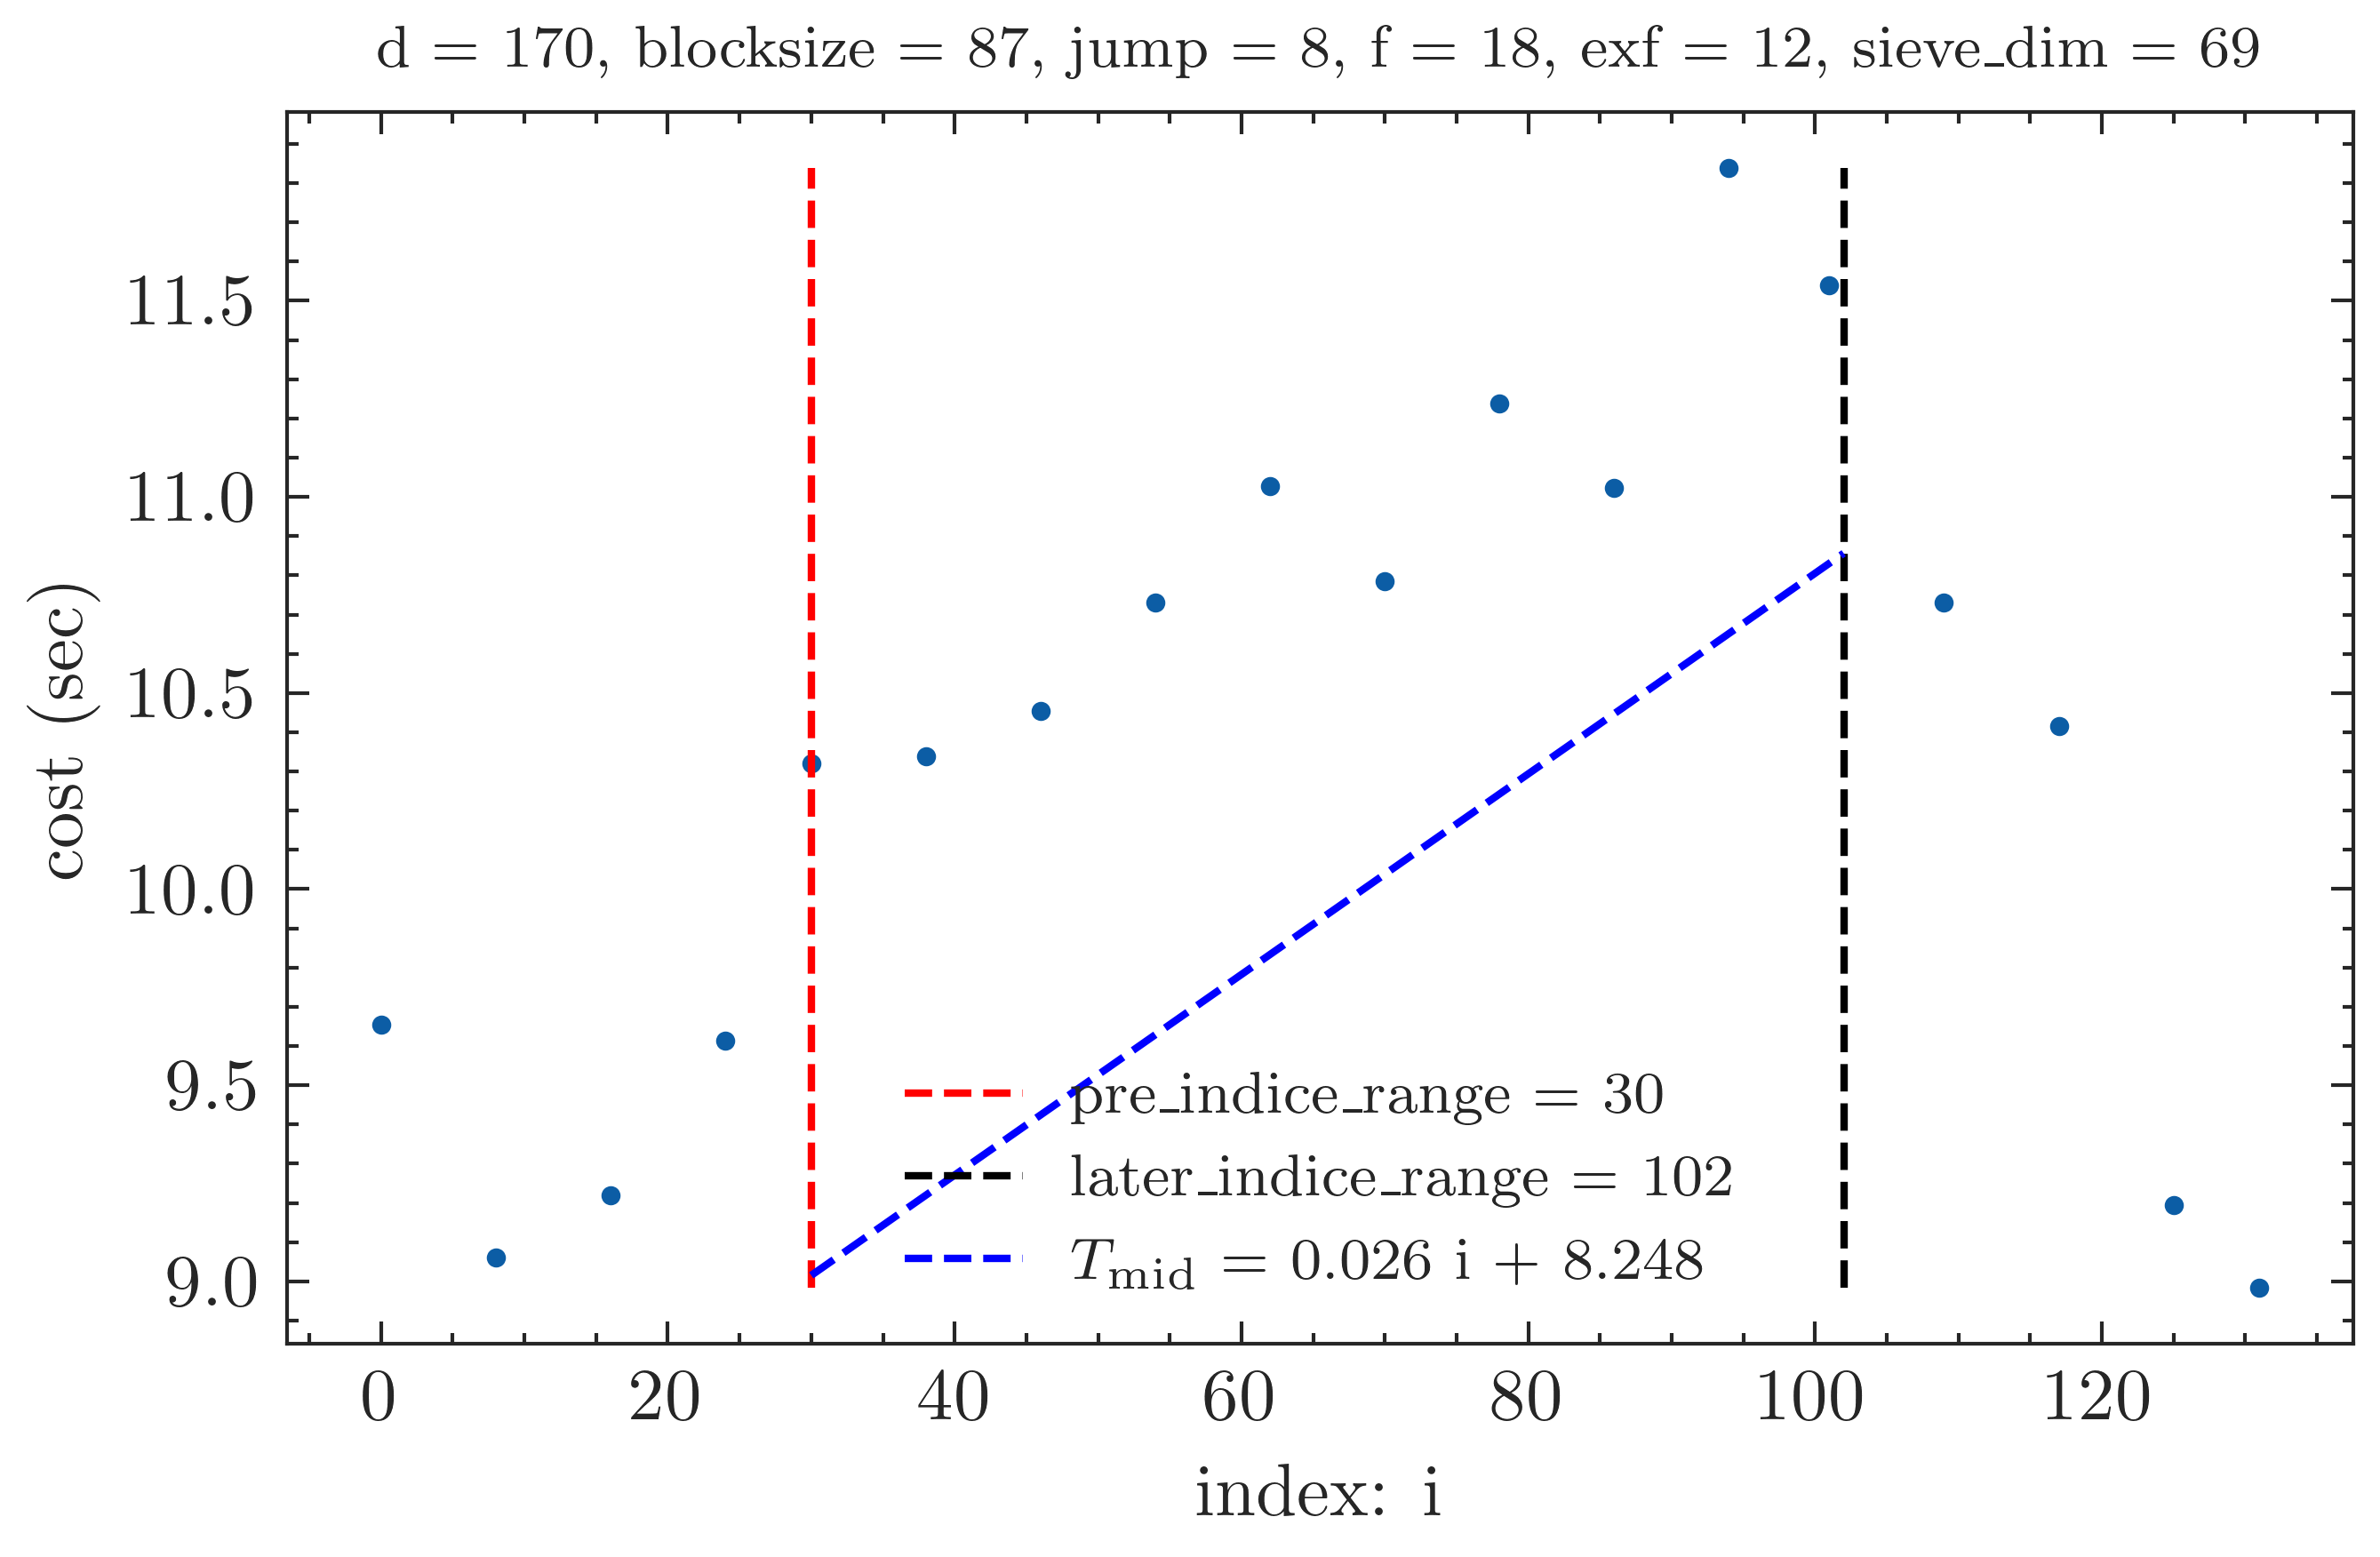 d = 170, blocksize = 87, jump = 8, f = 18, exf = 12, sieve_dim = 69
cost (sec)
11.5
11.0
10.5
10.0
9.5
9.0
pre_indice_range = 30
later_indice_range = 102
T_mid = 0.026 i + 8.248
0 20 40 60 80 100 120
index: i